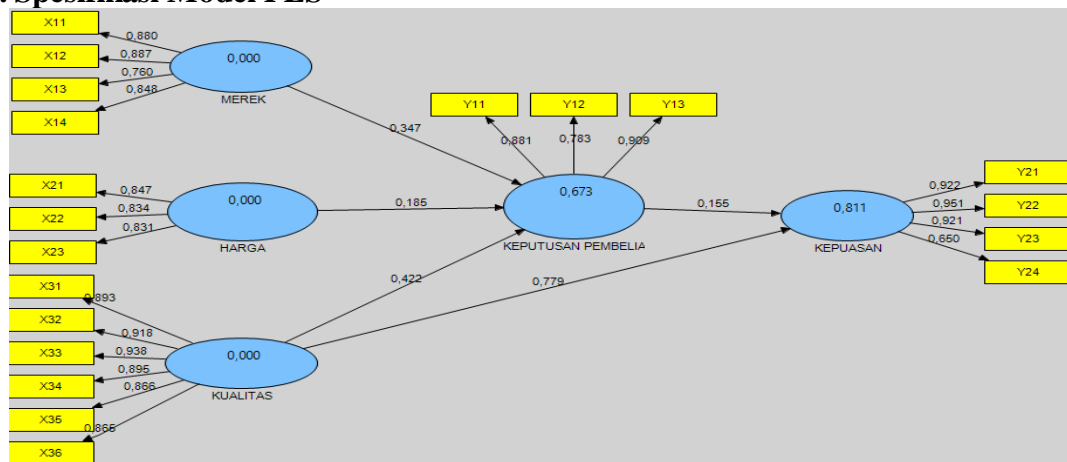 . Spesifikasi Model PLS
X11
0,880
X12
0,887
X13
0,760
X14
0,848
0,000
MEREK
0,347
Y11
Y12
Y13
0,881
0,783
0,909
X21
0,847
X22
0,834
X23
0,831
0,000
HARGA
0,185
0,673
KEPUTUSAN PEMBELIA
0,155
0,811
KEPUASAN
0,922
Y21
0,951
Y22
0,921
Y23
0,650
Y24
0,422
0,779
X31
0,893
X32
0,918
X33
0,938
X34
0,895
X35
0,866
X36
0,000
KUALITAS